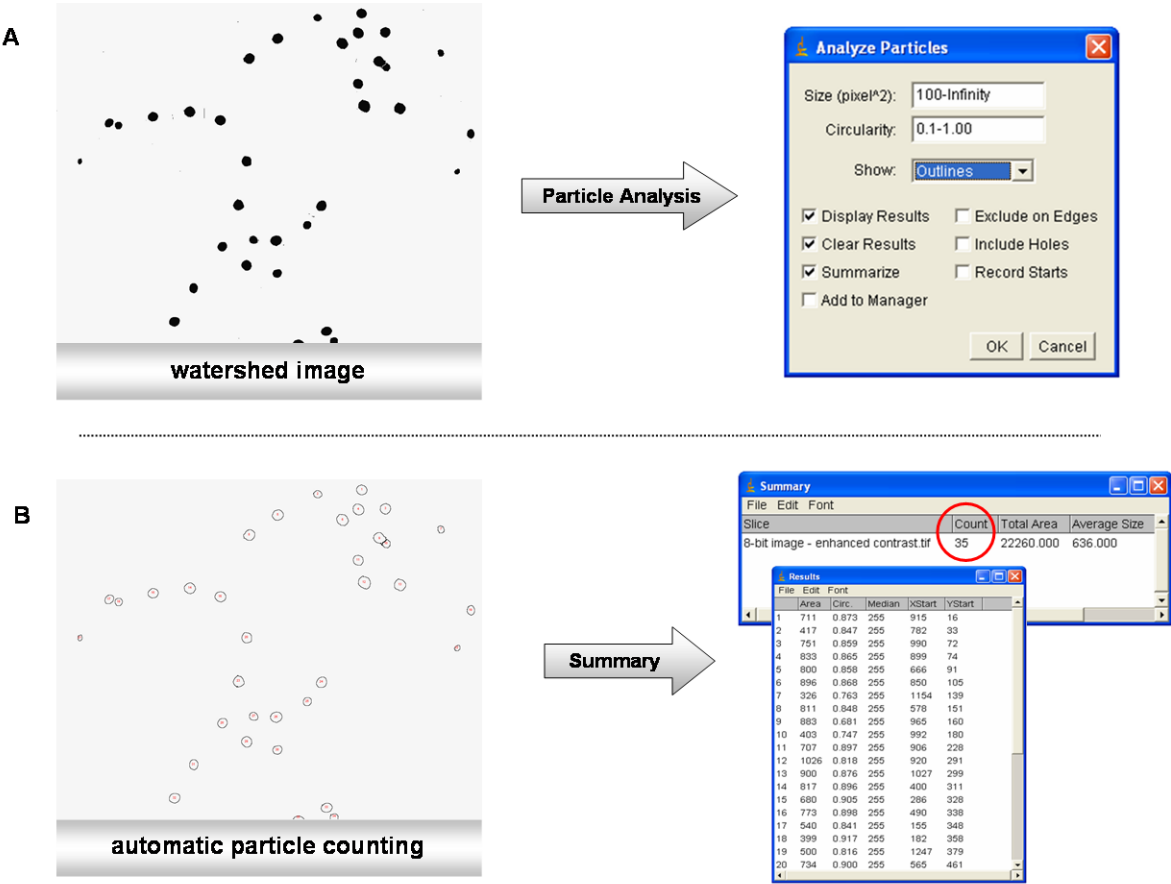 A
watershed image
Particle Analysis
Analyze Particles
Size (pixel^2): 100-Infinity
Circularity: 0.1-1.00
Show: Outlines
Display Results Exclude on Edges
Clear Results Include Holes
Summarize Record Starts
Add to Manager
OK Cancel
B
automatic particle counting
Summary
Summary
File Edit Font
Slice Count Total Area Average Size
8-bit image - enhanced contrast.tif 35 22260.000 636.000
Results
File Edit Font
Area Circ. Median XStart YStart
1 711 0.873 255 915 16
2 417 0.847 255 782 33
3 751 0.859 255 990 72
4 833 0.865 255 899 74
5 800 0.858 255 666 91
6 896 0.868 255 850 105
7 326 0.763 255 1154 139
8 811 0.848 255 578 151
9 883 0.681 255 965 160
10 403 0.747 255 992 180
11 707 0.897 255 906 228
12 1026 0.818 255 920 291
13 900 0.876 255 1027 299
14 817 0.896 255 400 311
15 680 0.905 255 286 328
16 773 0.898 255 490 338
17 540 0.841 255 155 348
18 399 0.917 255 182 358
19 500 0.816 255 1247 379
20 734 0.900 255 565 461